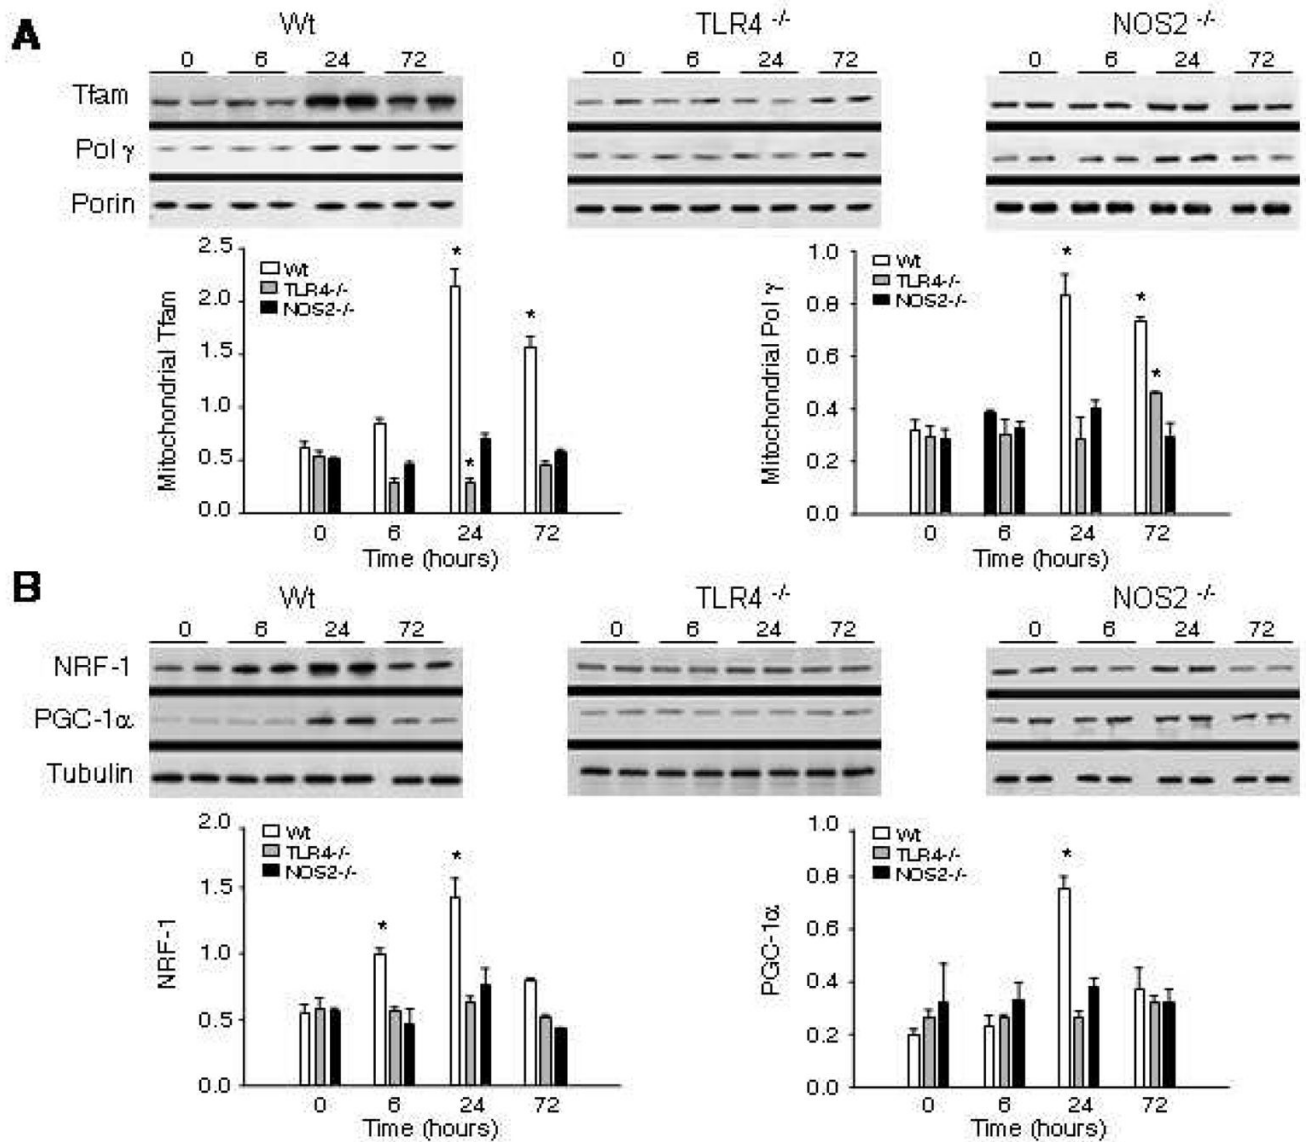 A
Wt TLR4 -/- NOS2 -/-
0 6 24 72 0 6 24 72 0 6 24 72
Tfam
Pol γ
Porin
Mitochondrial Tfam
2.5
2.0
1.5
1.0
0.5
0.0
Wt
TLR4-/-
NOS2-/-
*
*
*
0 6 24 72
Time (hours)
Mitochondrial Pol γ
1.0
0.8
0.6
0.4
0.2
0.0
Wt
TLR4-/-
NOS2-/-
*
*
*
0 6 24 72
Time (hours)
B
Wt TLR4 -/- NOS2 -/-
0 6 24 72 0 6 24 72 0 6 24 72
NRF-1
PGC-1α
Tubulin
NRF-1
2.0
1.5
1.0
0.5
0.0
Wt
TLR4-/-
NOS2-/-
*
*
0 6 24 72
Time (hours)
PGC-1α
1.0
0.8
0.6
0.4
0.2
0.0
Wt
TLR4-/-
NOS2-/-
*
0 6 24 72
Time (hours)